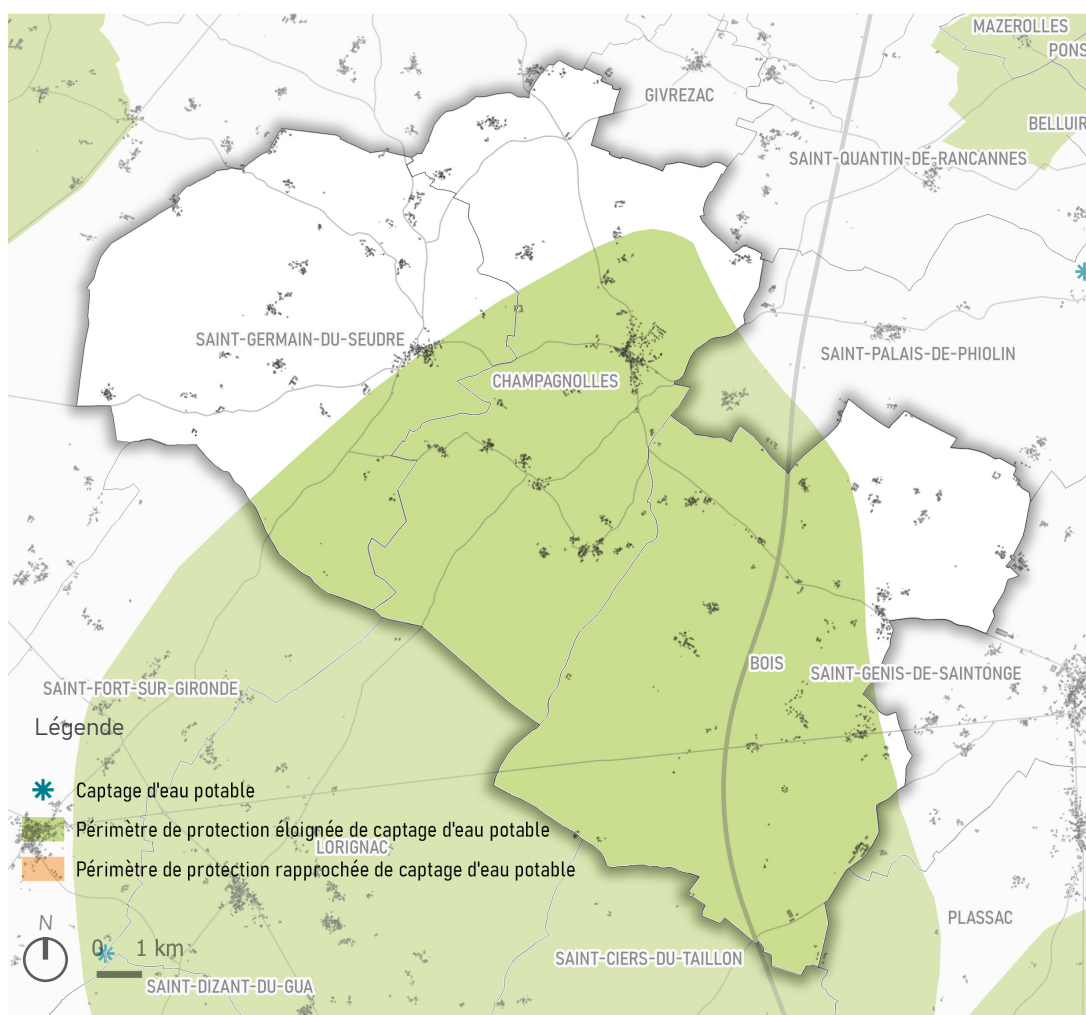 MAZEROLLES
PONS
GIVREZAC
BELLUIR
SAINT-QUANTIN-DE-RANCANNES
SAINT-GERMAIN-DU-SEUDRE
SAINT-PALAIS-DE-PHIOLIN
CHAMPAGNOLLES
BOIS
SAINT-GENIS-DE-SAINTONGE
SAINT-FORT-SUR-GIRONDE
Légende
Captage d'eau potable
Périmètre de protection éloignée de captage d'eau potable
LORIGNAC
Périmètre de protection rapprochée de captage d'eau potable
PLASSAC
N
0 1 km
SAINT-CIERS-DU-TAILLON
SAINT-DIZANT-DU-GUA